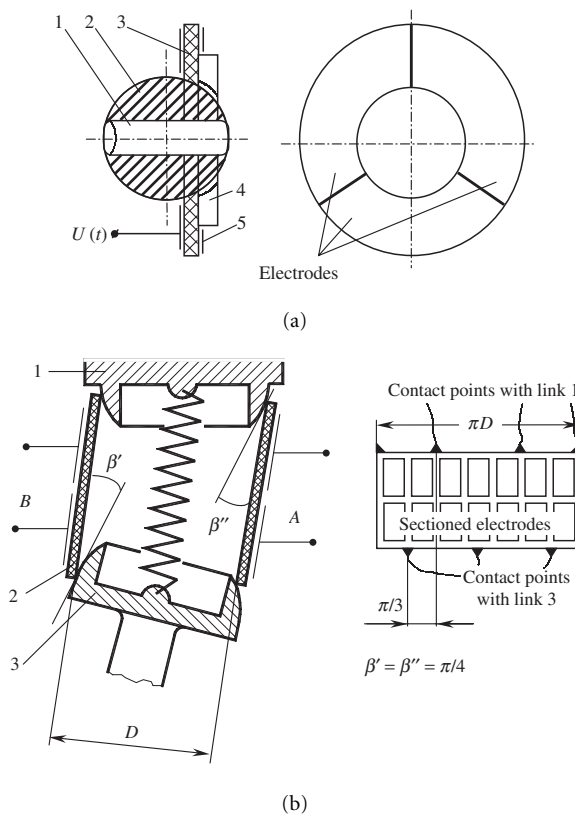 1 2 3
4
U (t)
5
Electrodes
(a)
1
Contact points with link 1
πD
β′
B
β″
A
Sectioned electrodes
2
Contact points
with link 3
π/3
3
β′ = β″ = π/4
D
(b)